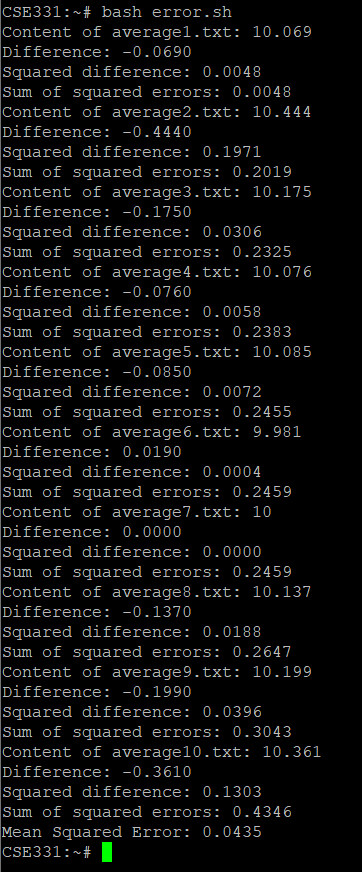 CSE331:~# bash error.sh
Content of average1.txt: 10.069
Difference: -0.0690
Squared difference: 0.0048
Sum of squared errors: 0.0048
Content of average2.txt: 10.444
Difference: -0.4440
Squared difference: 0.1971
Sum of squared errors: 0.2019
Content of average3.txt: 10.175
Difference: -0.1750
Squared difference: 0.0306
Sum of squared errors: 0.2325
Content of average4.txt: 10.076
Difference: -0.0760
Squared difference: 0.0058
Sum of squared errors: 0.2383
Content of average5.txt: 10.085
Difference: -0.0850
Squared difference: 0.0072
Sum of squared errors: 0.2455
Content of average6.txt: 9.981
Difference: 0.0190
Squared difference: 0.0004
Sum of squared errors: 0.2459
Content of average7.txt: 10
Difference: 0.0000
Squared difference: 0.0000
Sum of squared errors: 0.2459
Content of average8.txt: 10.137
Difference: -0.1370
Squared difference: 0.0188
Sum of squared errors: 0.2647
Content of average9.txt: 10.199
Difference: -0.1990
Squared difference: 0.0396
Sum of squared errors: 0.3043
Content of average10.txt: 10.361
Difference: -0.3610
Squared difference: 0.1303
Sum of squared errors: 0.4346
Mean Squared Error: 0.0435
CSE331:~#